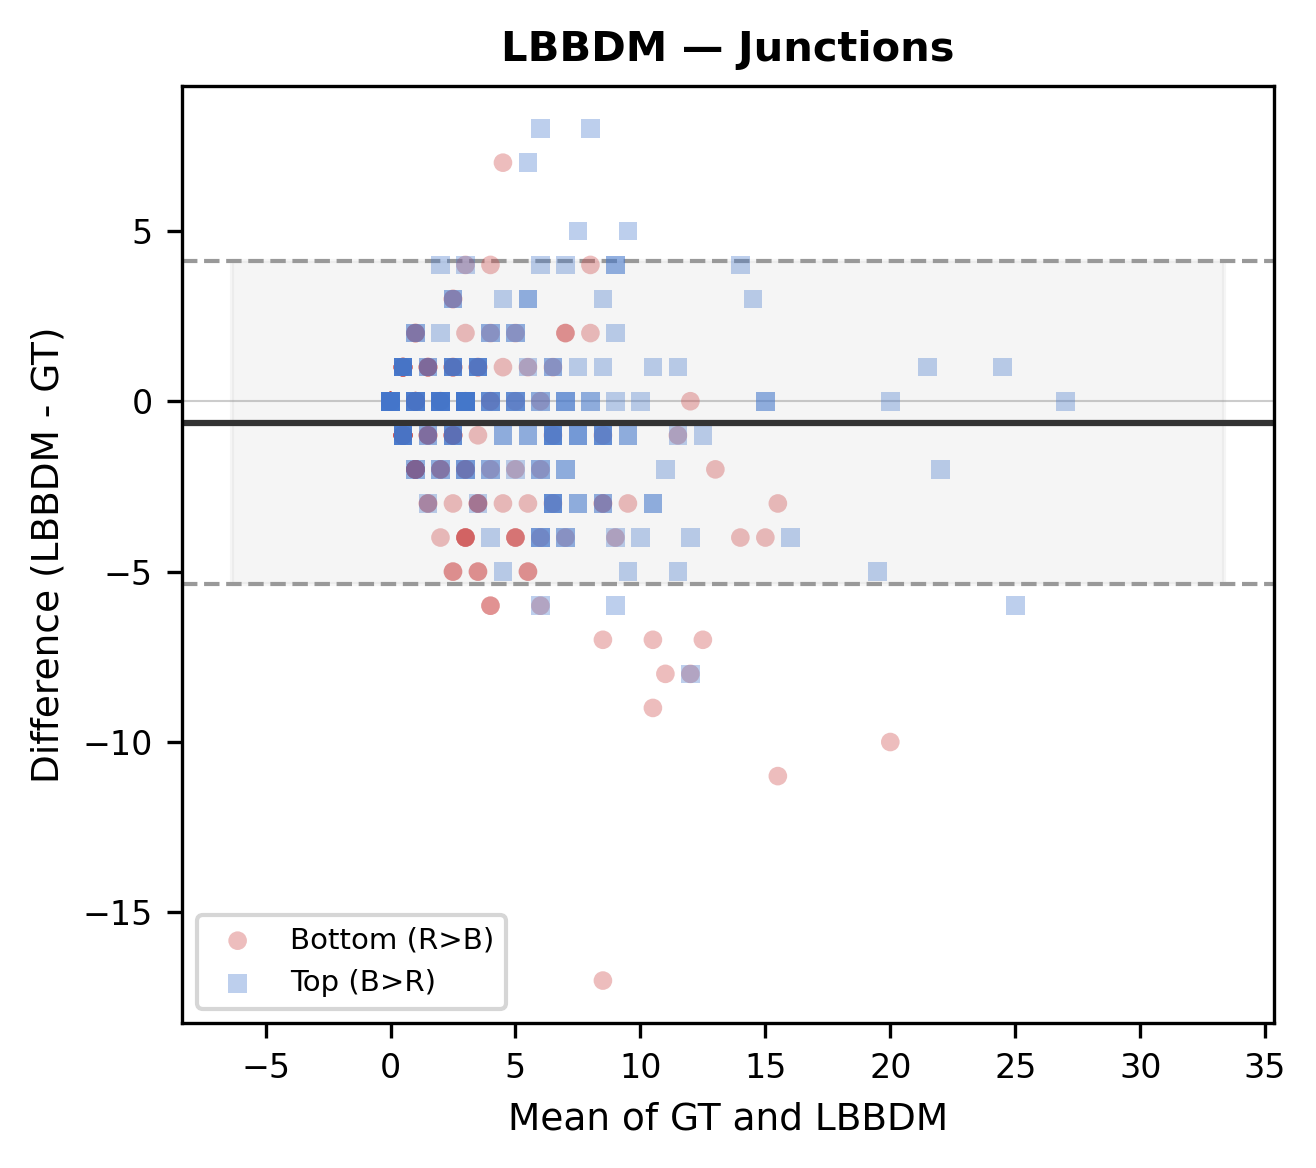 LBBDM — Junctions
Difference (LBBDM - GT)
5
0
−5
−10
−15
Bottom (R>B)
Top (B>R)
−5
0
5
10
15
20
25
30
35
Mean of GT and LBBDM